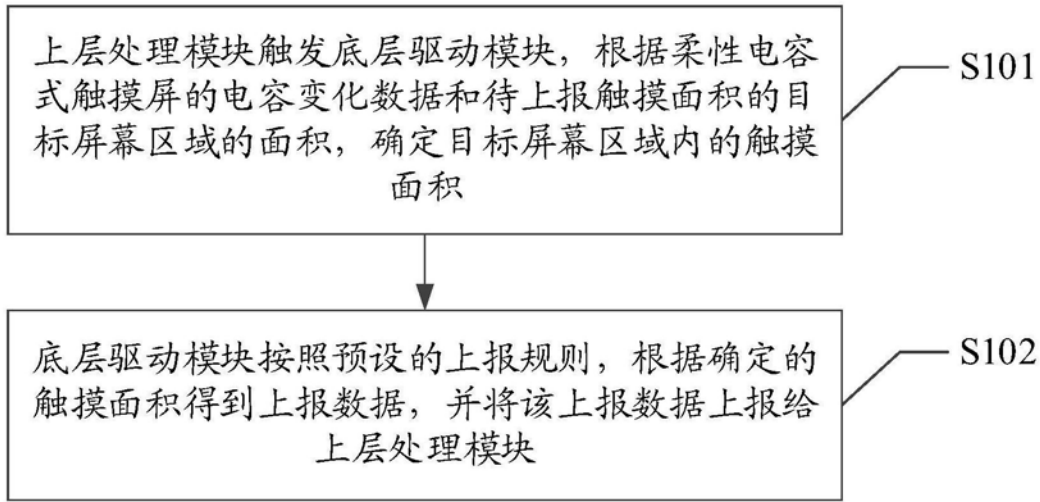 上层处理模块触发底层驱动模块，根据柔性电容
式触摸屏的电容变化数据和待上报触摸面积的目
标屏幕区域的面积，确定目标屏幕区域内的触摸
面积
S101
底层驱动模块按照预设的上报规则，根据确定的
触摸面积得到上报数据，并将该上报数据上报给
上层处理模块
S102